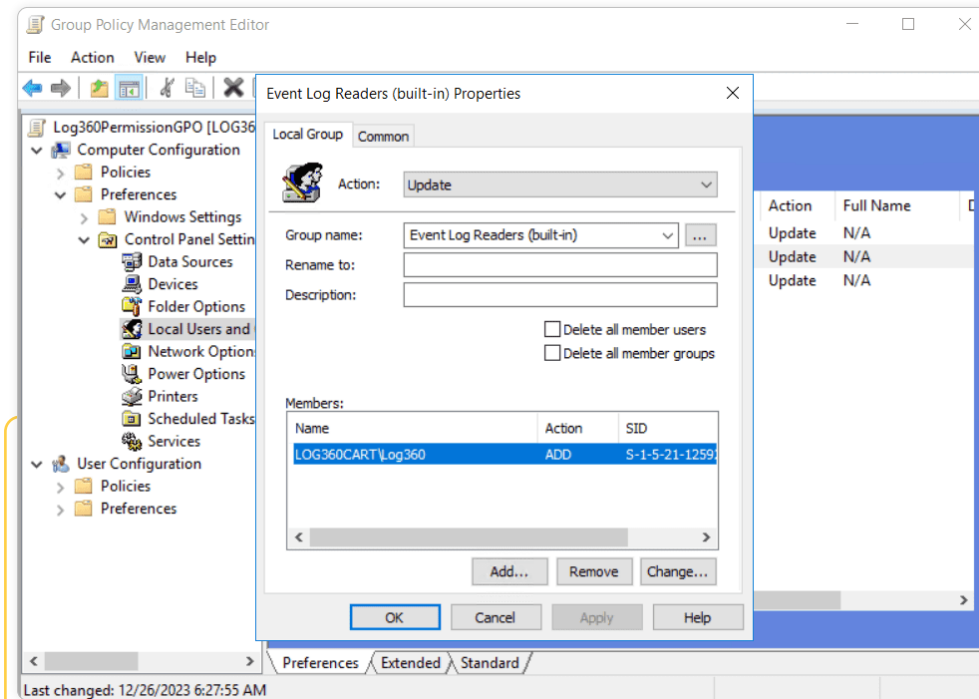 Group Policy Management Editor
File Action View Help
Log360PermissionGPO [LOG36
Computer Configuration
Policies
Preferences
Windows Settings
Control Panel Settin
Data Sources
Devices
Folder Options
Local Users and
Network Option
Power Options
Printers
Scheduled Tasks
Services
User Configuration
Policies
Preferences
Event Log Readers (built-in) Properties
Local Group Common
Action: Update
Group name: Event Log Readers (built-in) ...
Rename to:
Description:
Delete all member users
Delete all member groups
Members:
Name Action SID
LOG360CART\Log360 ADD S-1-5-21-1259
Add... Remove Change...
OK Cancel Apply Help
Action Full Name
Update N/A
Update N/A
Update N/A
Preferences Extended Standard
Last changed: 12/26/2023 6:27:55 AM